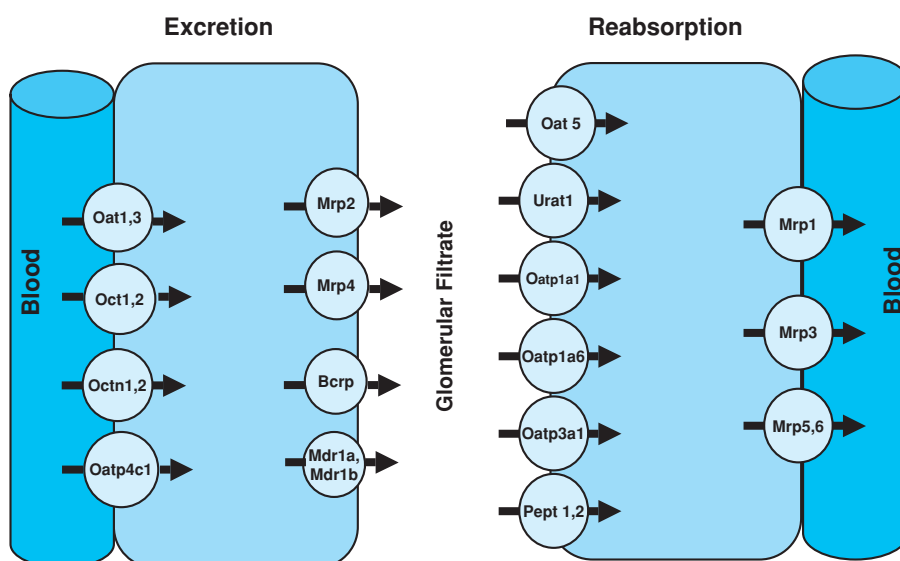 Excretion
Reabsorption
Blood
Oat1,3
Oct1,2
Octn1,2
Oatp4c1
Mrp2
Mrp4
Bcrp
Mdr1a,
Mdr1b
Glomerular Filtrate
Oat 5
Urat1
Oatp1a1
Oatp1a6
Oatp3a1
Pept 1,2
Mrp1
Mrp3
Mrp5,6
Blood